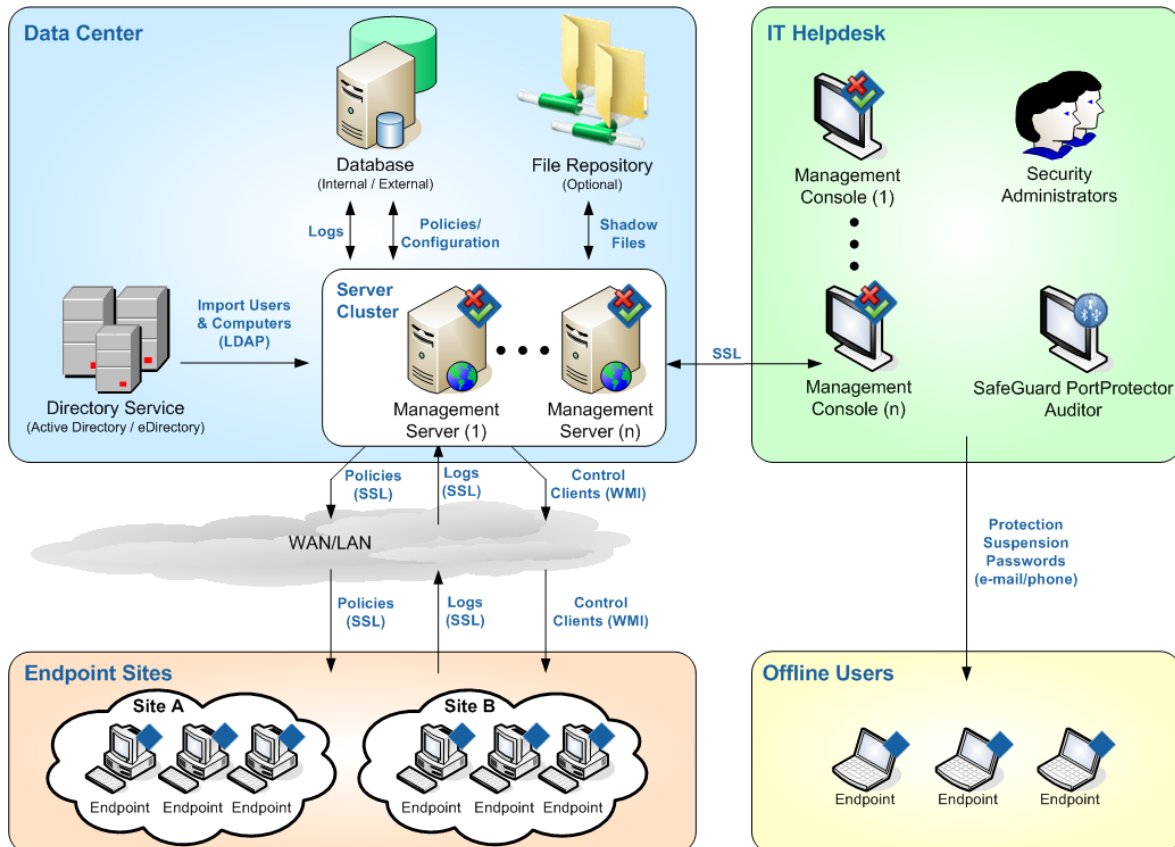 Data Center
Database
(Internal / External)
File Repository
(Optional)
Logs
Policies/
Configuration
Shadow
Files
Import Users
& Computers
(LDAP)
Directory Service
(Active Directory / eDirectory)
Server
Cluster
Management
Server (1)
Management
Server (n)
SSL
IT Helpdesk
Management
Console (1)
Security
Administrators
Management
Console (n)
SafeGuard PortProtector
Auditor
Policies
(SSL)
Logs
(SSL)
Control
Clients (WMI)
WAN/LAN
Policies
(SSL)
Logs
(SSL)
Control
Clients (WMI)
Protection
Suspension
Passwords
(e-mail/phone)
Endpoint Sites
Site A
Endpoint
Endpoint
Endpoint
Site B
Endpoint
Endpoint
Endpoint
Offline Users
Endpoint
Endpoint
Endpoint